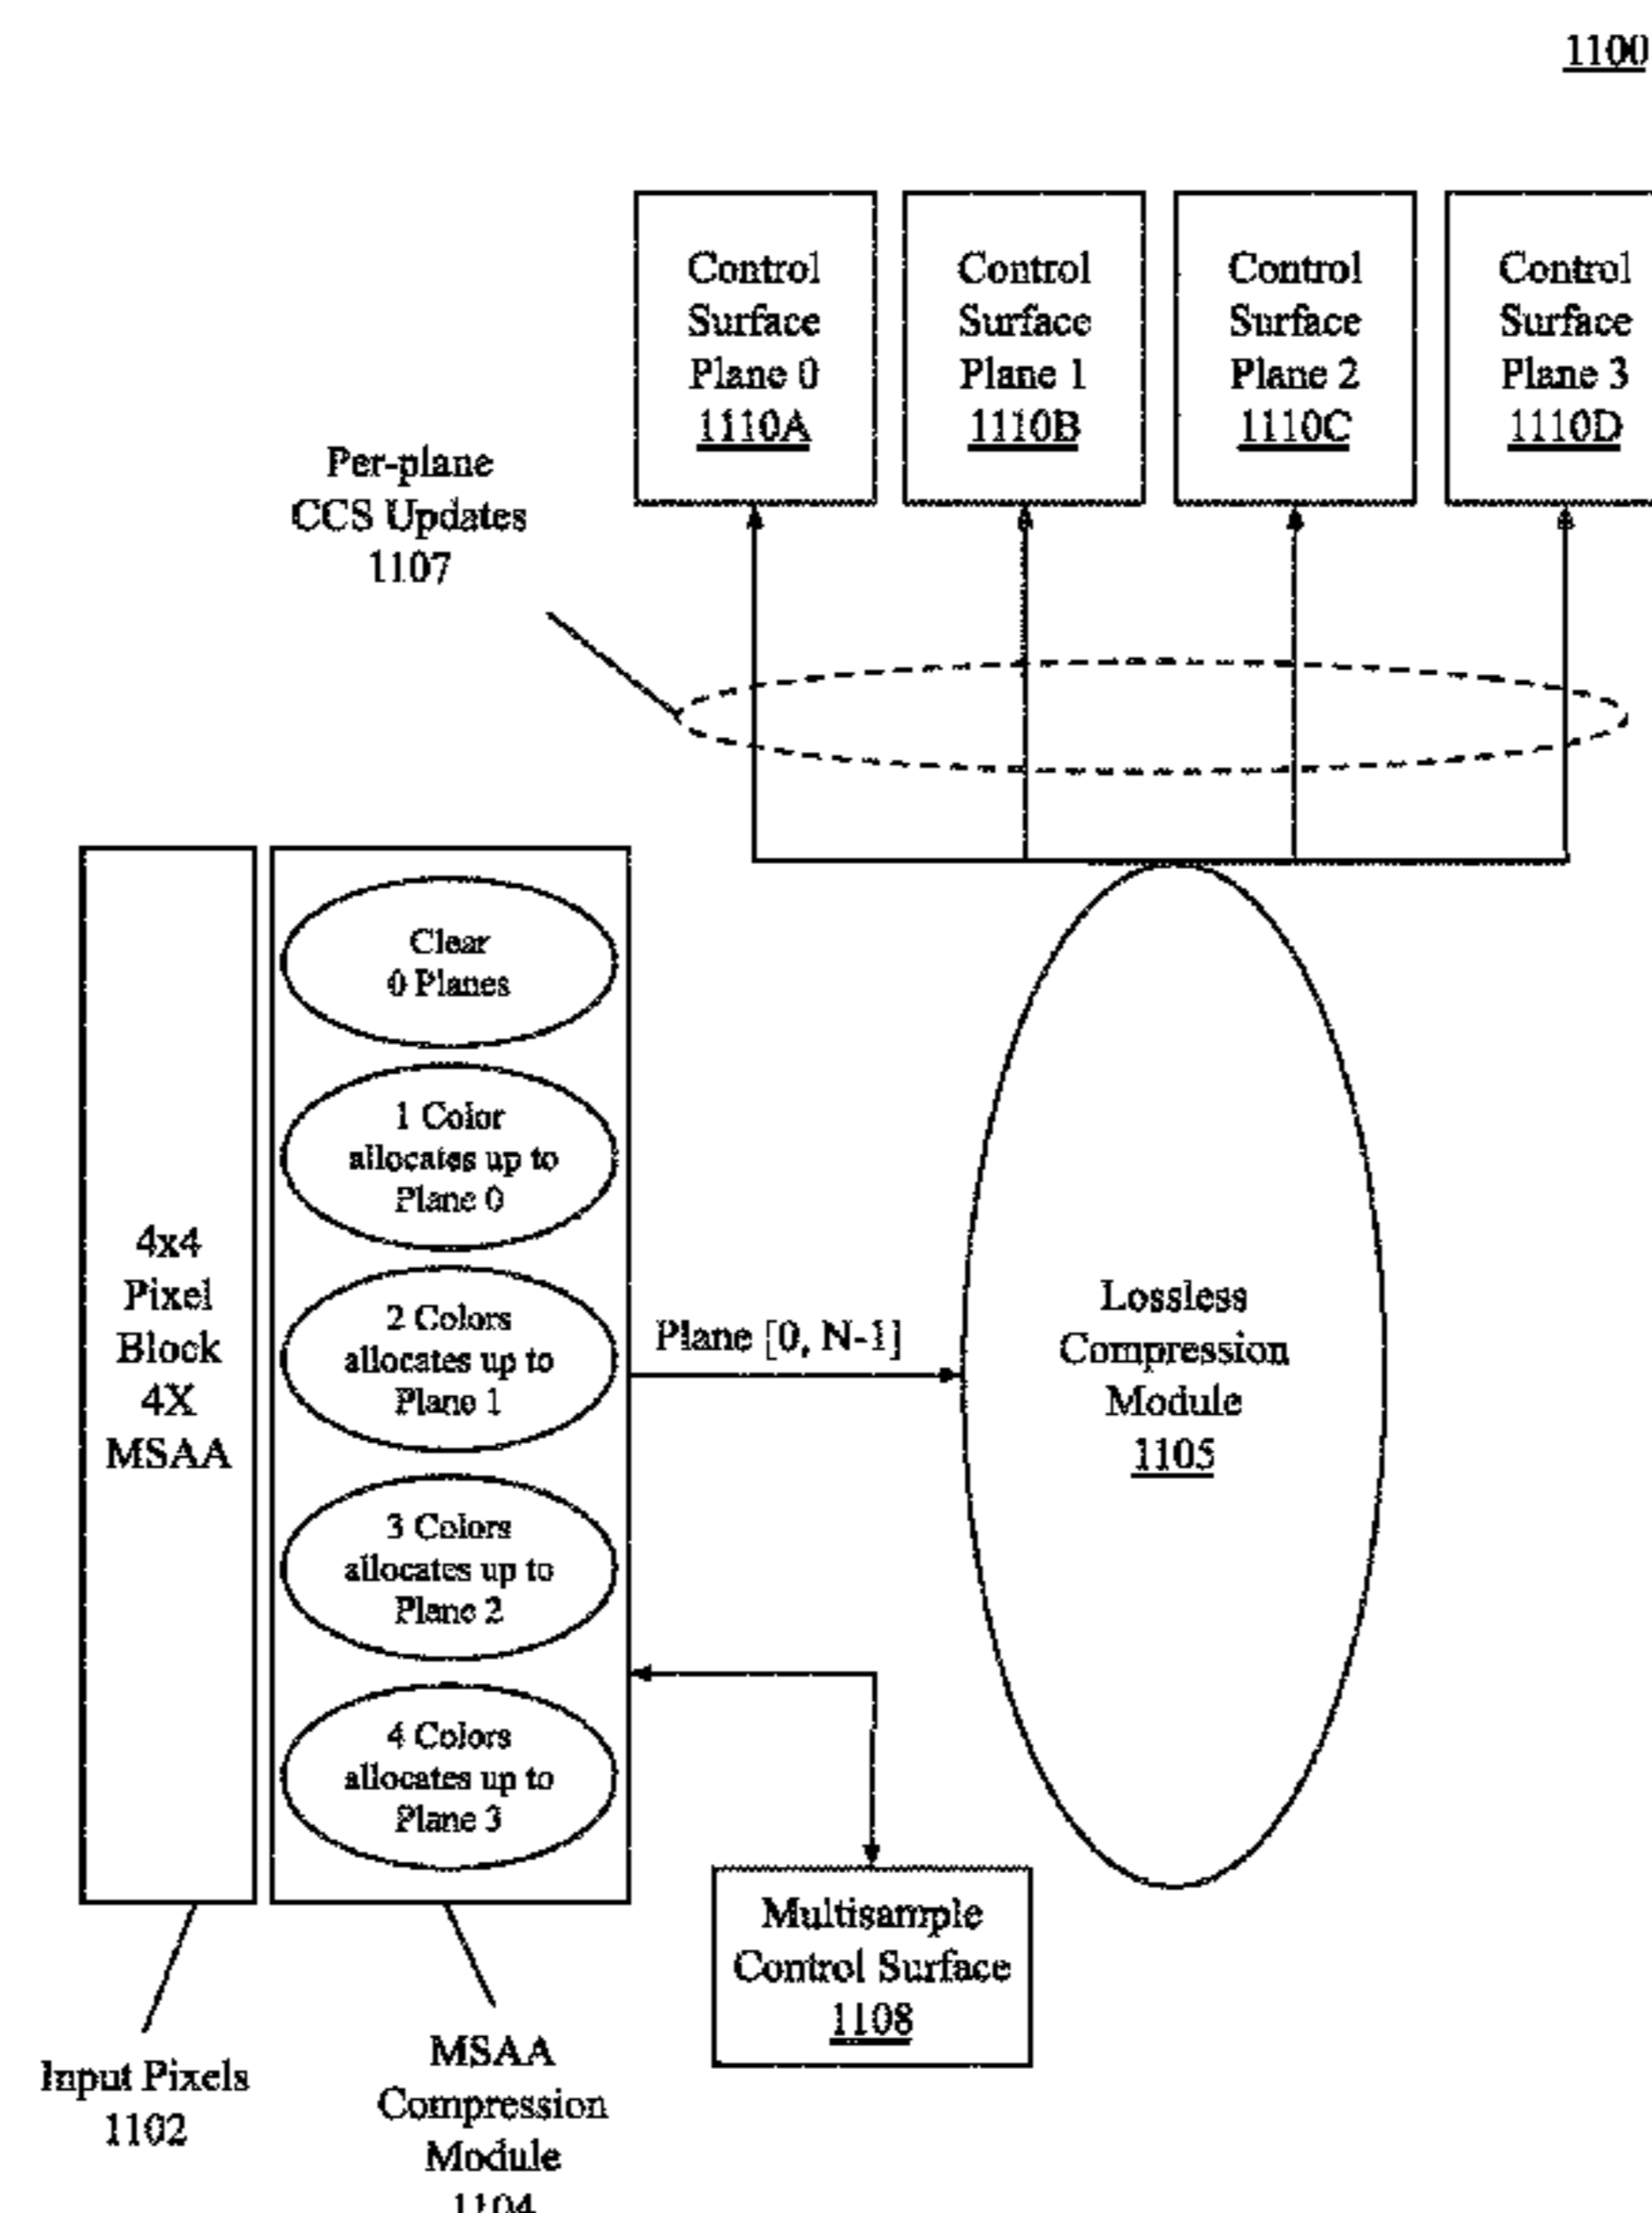 1100
Control
Surface
Plane 0
1110A
Control
Surface
Plane 1
1110B
Control
Surface
Plane 2
1110C
Control
Surface
Plane 3
1110D
Per-plane
CCS Updates
1107
4x4
Pixel
Block
4X
MSAA
Clear
0 Planes
1 Color
allocates up to
Plane 0
2 Colors
allocates up to
Plane 1
3 Colors
allocates up to
Plane 2
4 Colors
allocates up to
Plane 3
Plane [0, N-1]
Lossless
Compression
Module
1105
Multisample
Control Surface
1108
Input Pixels
1102
MSAA
Compression
Module
1104